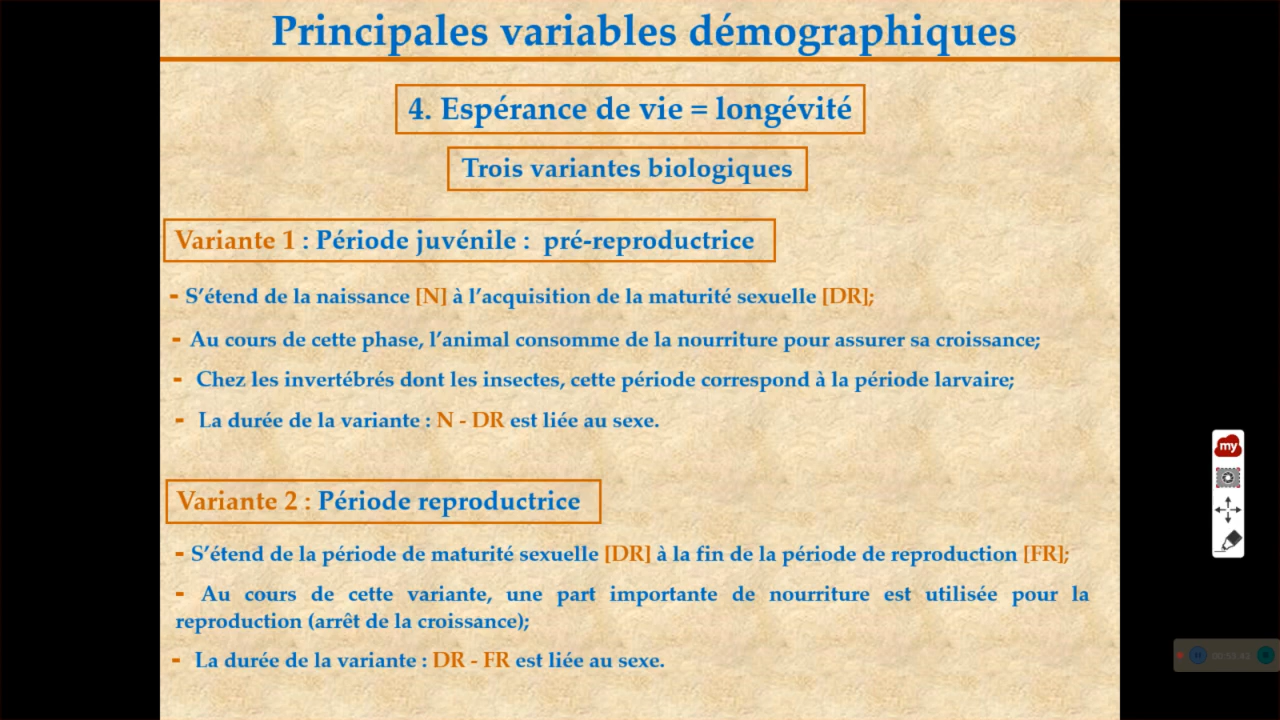 Principales variables démographiques
4. Espérance de vie = longévité
Trois variantes biologiques
Variante 1 : Période juvénile : pré-reproductrice
- S’étend de la naissance [N] à l’acquisition de la maturité sexuelle [DR];
- Au cours de cette phase, l’animal consomme de la nourriture pour assurer sa croissance;
- Chez les invertébrés dont les insectes, cette période correspond à la période larvaire;
- La durée de la variante : N - DR est liée au sexe.
Variante 2 : Période reproductrice
- S’étend de la période de maturité sexuelle [DR] à la fin de la période de reproduction [FR];
- Au cours de cette variante, une part importante de nourriture est utilisée pour la
reproduction (arrêt de la croissance);
- La durée de la variante : DR - FR est liée au sexe.
my